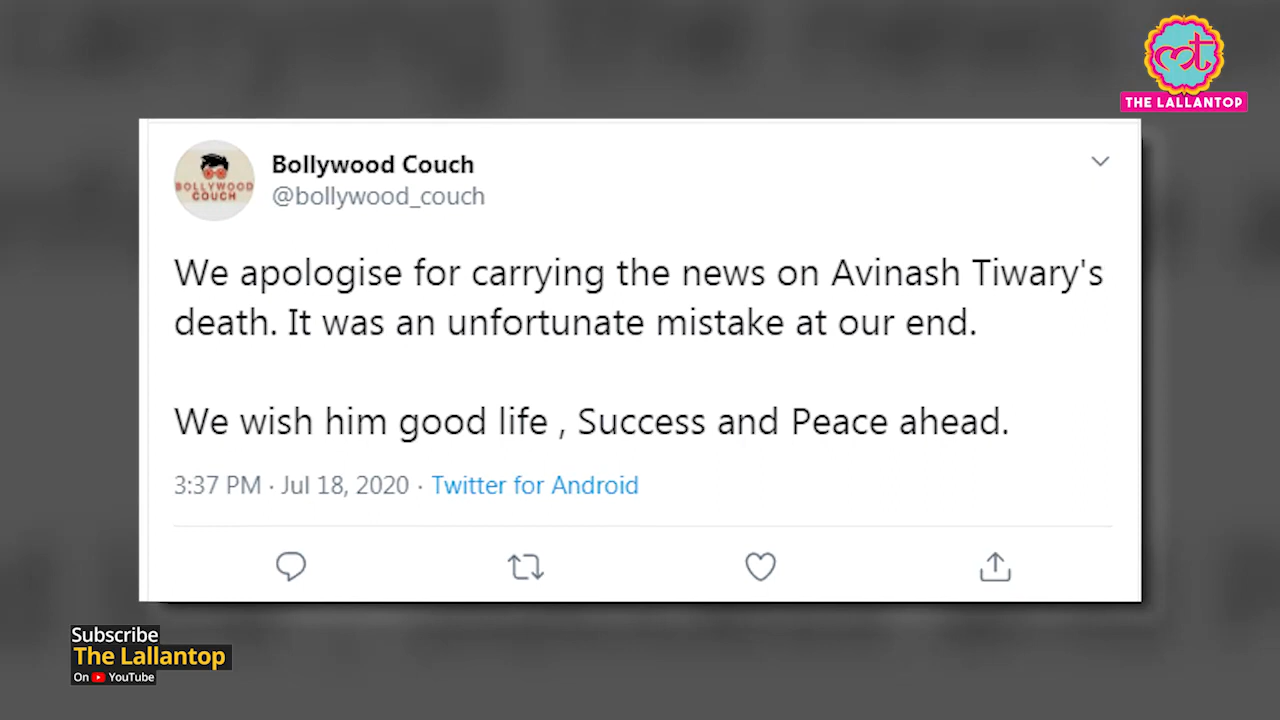 मt
THE LALLANTOP
BOLLYWOOD
COUCH
Bollywood Couch
@bollywood_couch
We apologise for carrying the news on Avinash Tiwary's
death. It was an unfortunate mistake at our end.
We wish him good life , Success and Peace ahead.
3:37 PM · Jul 18, 2020 · Twitter for Android
Subscribe
The Lallantop
On YouTube